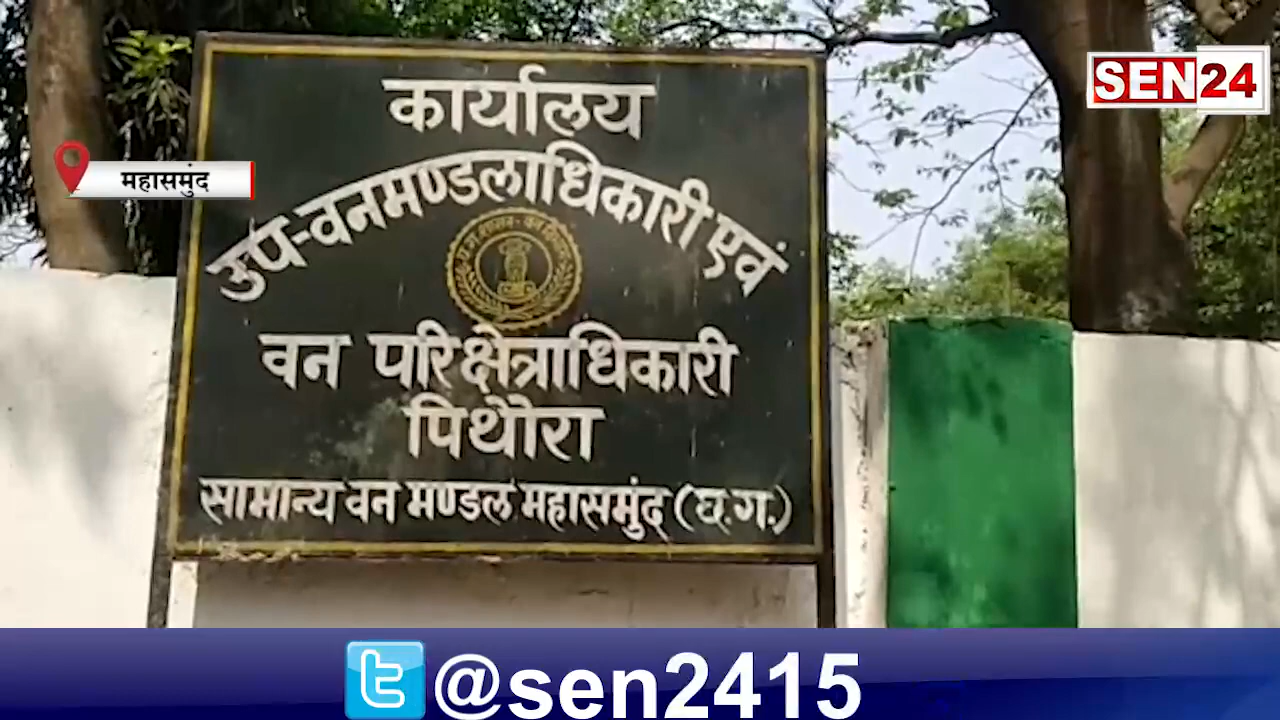 कार्यालय
उप-वनमण्डलाधिकारी एवं
वन परिक्षेत्राधिकारी
पिथौरा
सामान्य वन मण्डल महासमुंद (छ.ग.)
महासमुंद
SEN24
@sen2415